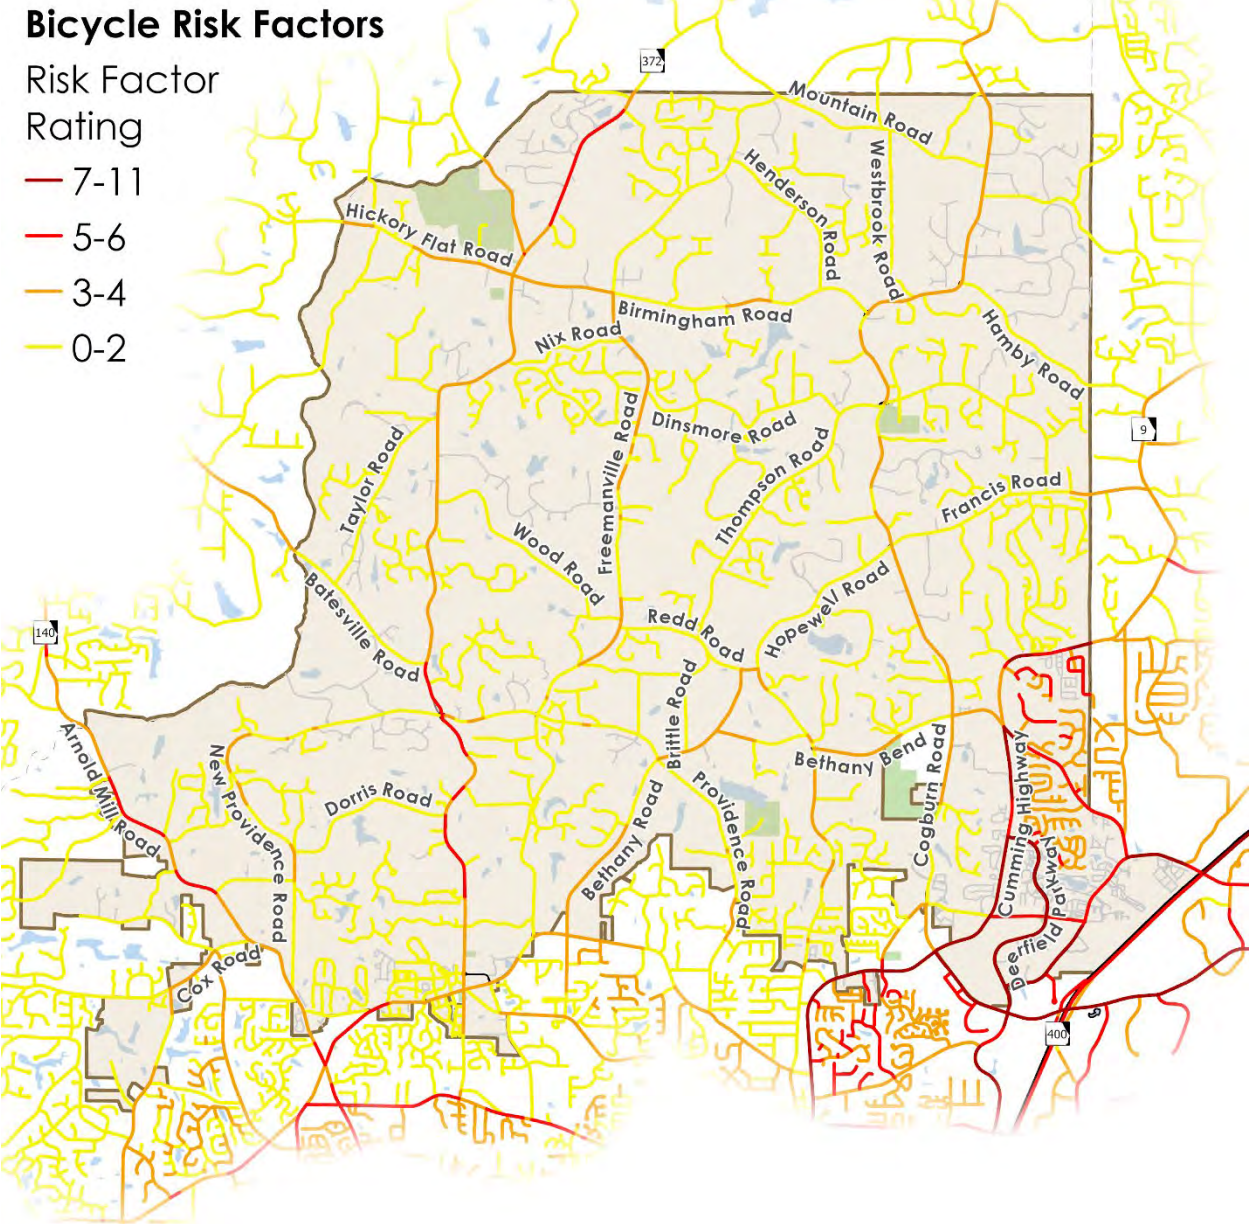 Bicycle Risk Factors
Risk Factor
Rating
7-11
5-6
3-4
0-2
372
Mountain Road
Henderson Road
Westbrook Road
Hickory Flat Road
Birmingham Road
Nix Road
Hamby Road
Dinsmore Road
Freemanville Road
9
Taylor Road
Thompson Road
Francis Road
Wood Road
Hopewell Road
Batesville Road
Redd Road
140
Brittle Road
Arnold Mill Road
New Providence Road
Bethany Bend
Cogburn Road
Cumming Highway
Dorris Road
Providence Road
Bethany Road
Deerfield Parkway
Cox Road
400